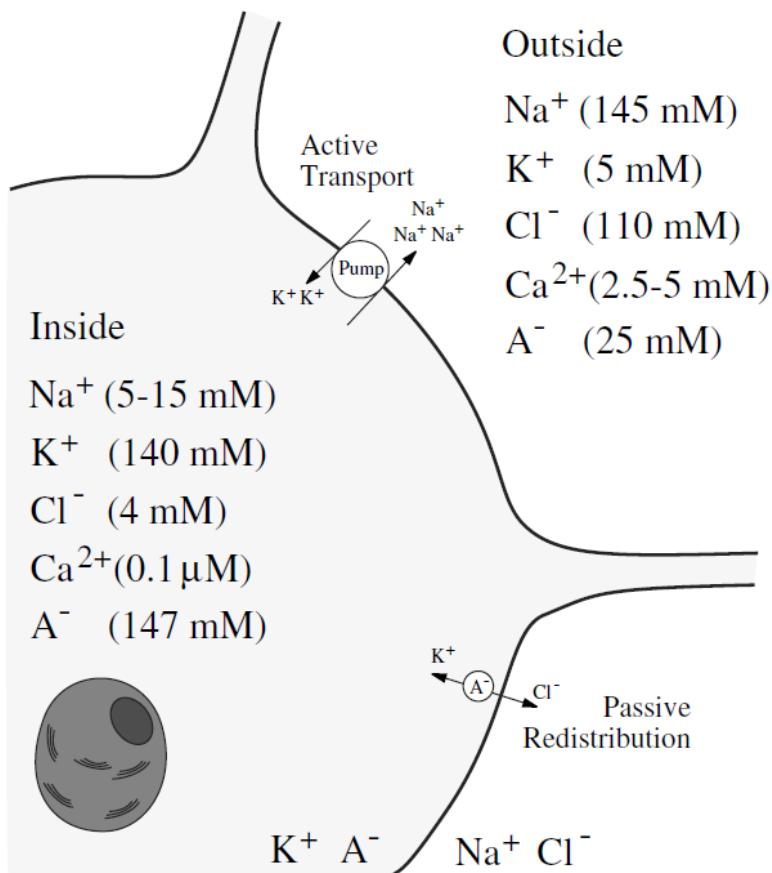 Outside
Na⁺ (145 mM)
K⁺ (5 mM)
Cl⁻ (110 mM)
Ca²⁺(2.5-5 mM)
A⁻ (25 mM)
Active
Transport
Na⁺
Na⁺ Na⁺
Pump
K⁺ K⁺
Inside
Na⁺ (5-15 mM)
K⁺ (140 mM)
Cl⁻ (4 mM)
Ca²⁺(0.1 μM)
A⁻ (147 mM)
K⁺
A⁻
Cl⁻
Passive
Redistribution
K⁺ A⁻ Na⁺ Cl⁻